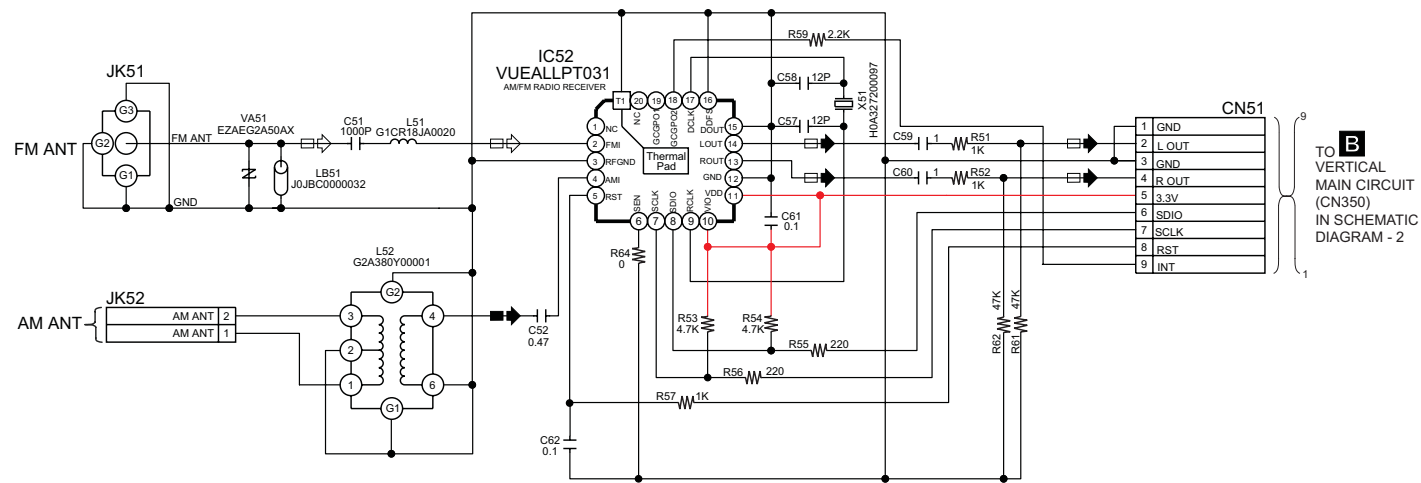 JK51
FM ANT
G3
G2
G1
FM ANT
GND
VA51
EZAEG2A50AX
LB51
J0JBC0000032
C51
1000P
L51
G1CR18JA0020
IC52
VUEALLPT031
AM/FM RADIO RECEIVER
T1
20
19
18
17
16
NC
GCGPO1
GCGPO2
DCLK
DFS
1
NC
2
FMI
3
RFGND
4
AMI
5
RST
Thermal
Pad
DOUT
15
LOUT
14
ROUT
13
GND
12
VDD
11
SEN
SCLK
SDIO
RCLK
VIO
6
7
8
9
10
R59
2.2K
C58
12P
C57
12P
X51
H0A327200097
C59
1
R51
1K
C60
1
R52
1K
C61
0.1
R64
0
CN51
1 GND
2 L OUT
3 GND
4 R OUT
5 3.3V
6 SDIO
7 SCLK
8 RST
9 INT
9
1
TO B
VERTICAL
MAIN CIRCUIT
(CN350)
IN SCHEMATIC
DIAGRAM - 2
L52
G2A380Y00001
G2
3
4
2
1
6
G1
JK52
AM ANT
AM ANT 2
AM ANT 1
C52
0.47
R53
4.7K
R54
4.7K
R55
220
R56
220
R57
1K
C62
0.1
R62
47K
R61
47K